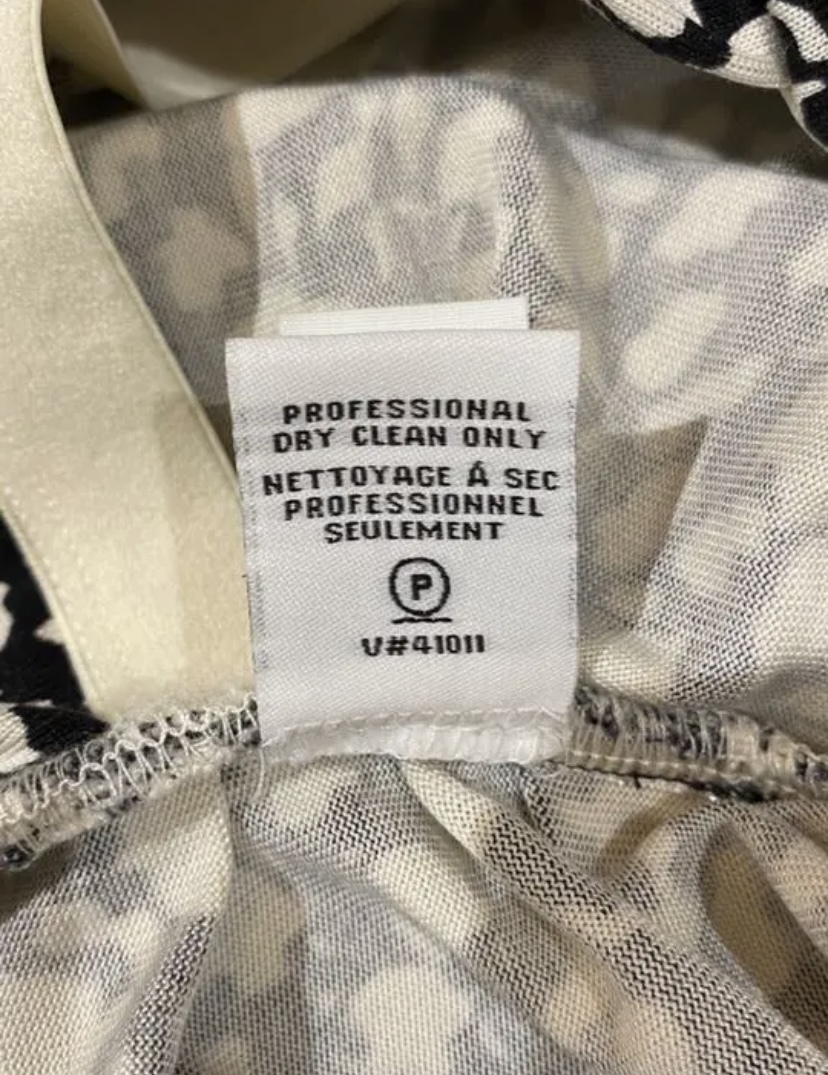 PROFESSIONAL
DRY CLEAN ONLY
NETTOYAGE Á SEC
PROFESSIONNEL
SEULEMENT
P
V#41011